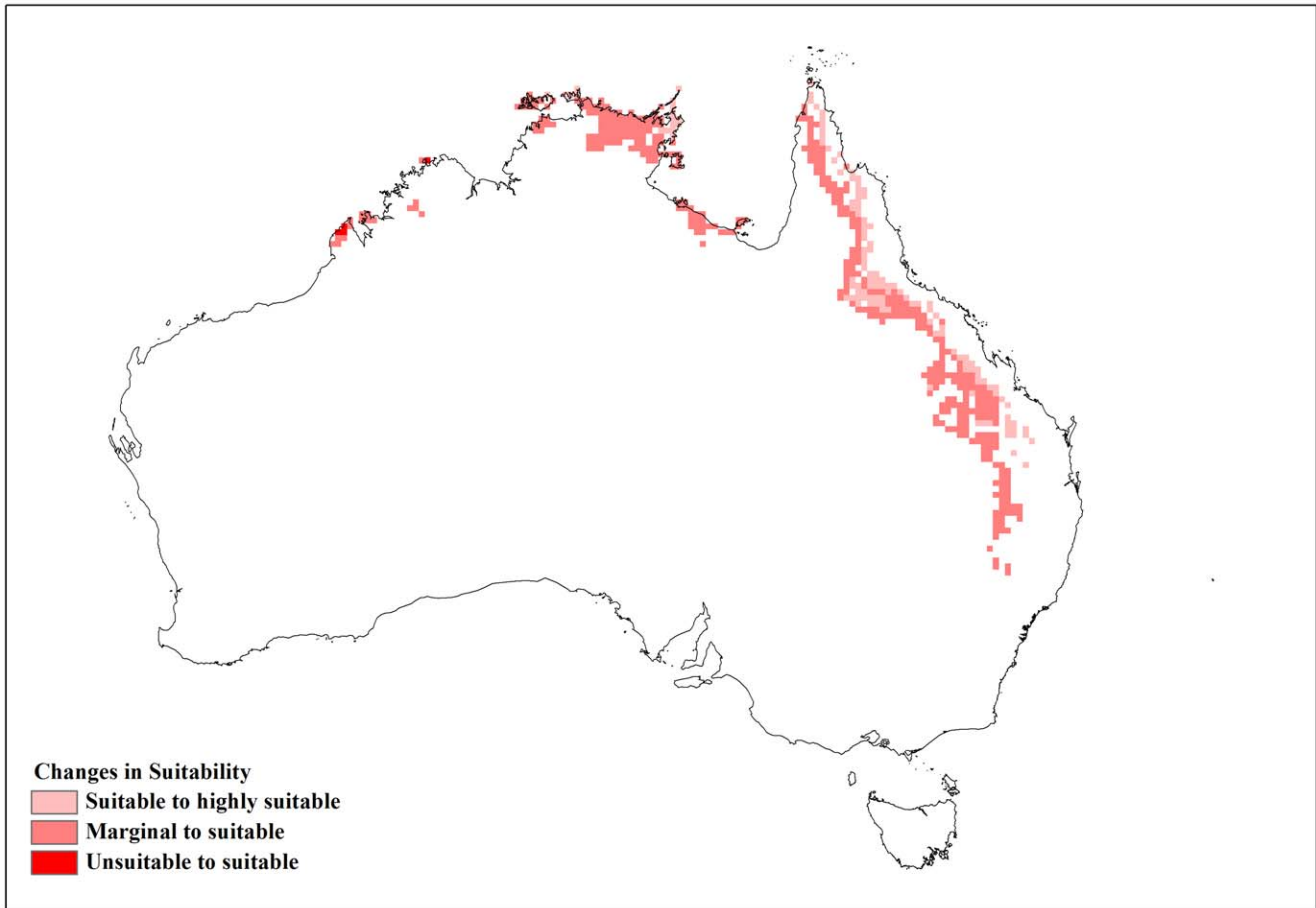 Changes in Suitability
Suitable to highly suitable
Marginal to suitable
Unsuitable to suitable